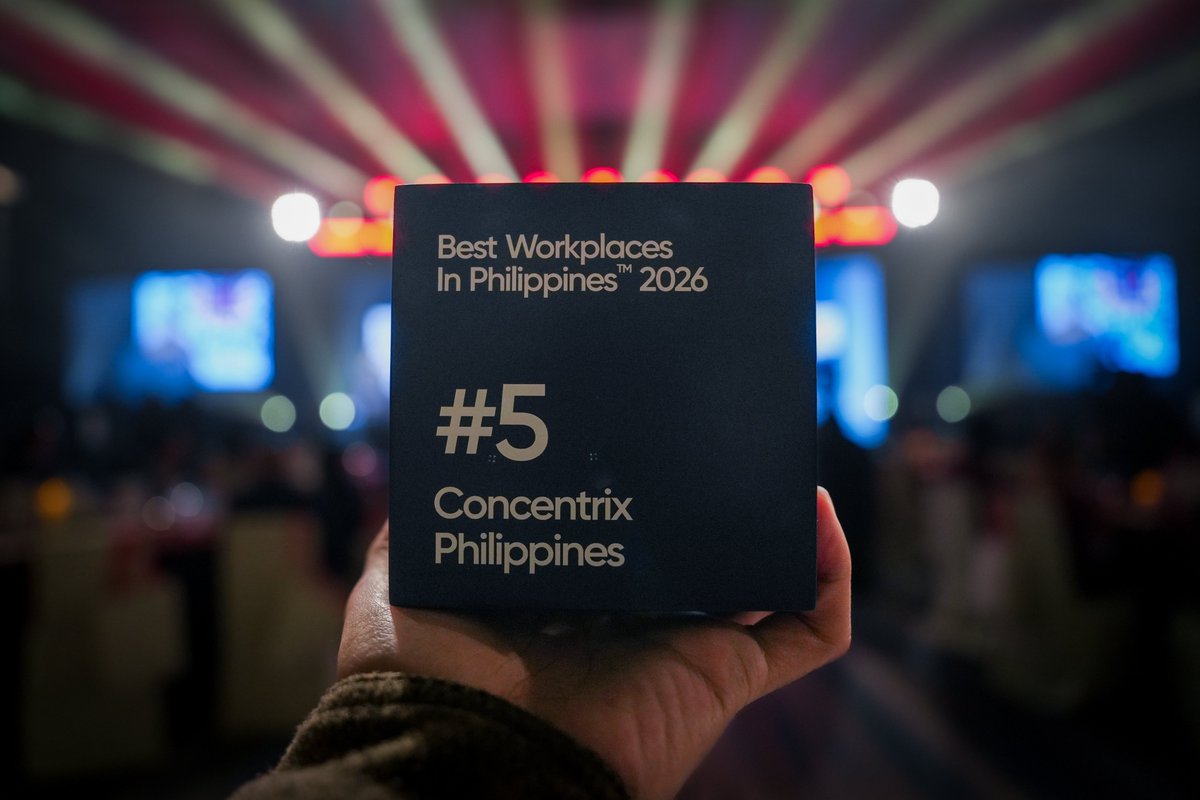 Best Workplaces
In Philippines™ 2026
#5
Concentrix
Philippines